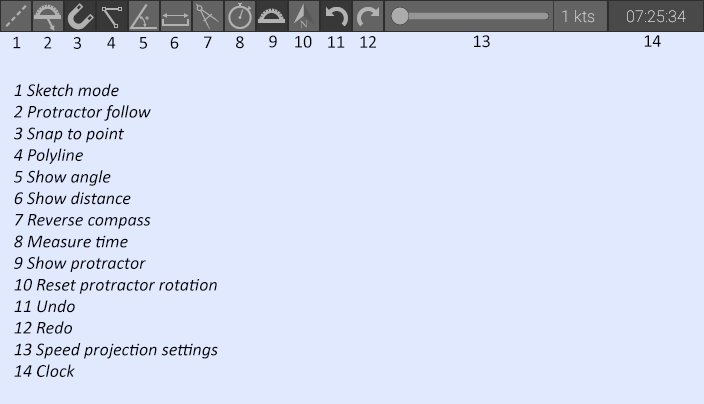 1 kts 07:25:34
1 2 3 4 5 6 7 8 9 10 11 12 13 14
1 Sketch mode
2 Protractor follow
3 Snap to point
4 Polyline
5 Show angle
6 Show distance
7 Reverse compass
8 Measure time
9 Show protractor
10 Reset protractor rotation
11 Undo
12 Redo
13 Speed projection settings
14 Clock